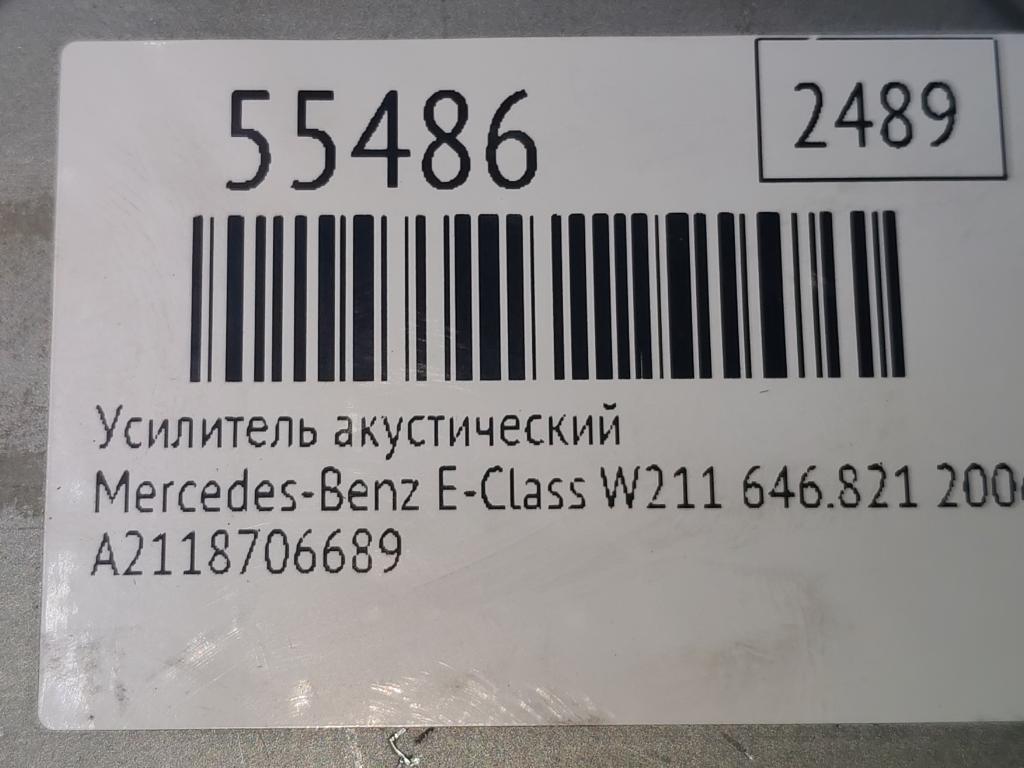 55486
2489
Усилитель акустический
Mercedes-Benz E-Class W211 646.821
A2118706689